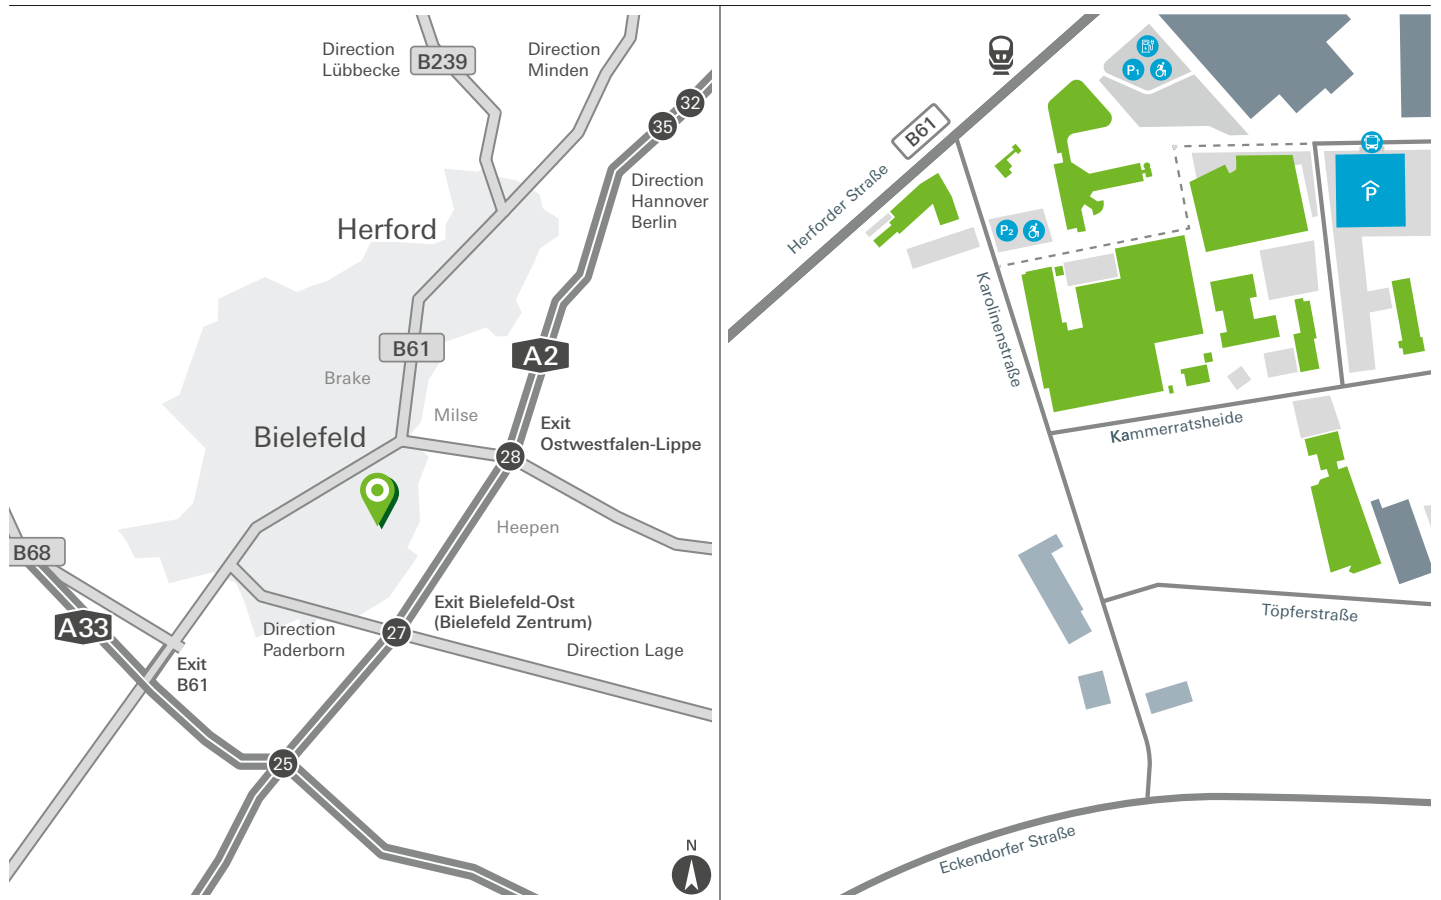 Direction
Lübbecke
B239
Direction
Minden
32
35
Direction
Hannover
Berlin
Herford
B61
A2
Brake
Milse
Exit
Ostwestfalen-Lippe
Bielefeld
28
Heepen
B68
A33
Exit Bielefeld-Ost
(Bielefeld Zentrum)
27
Direction
Paderborn
Direction Lage
Exit
B61
25
N
B61
Herforder Straße
P1
P2
P
Karolinenstraße
Kammerratsheide
Töpferstraße
Eckendorfer Straße